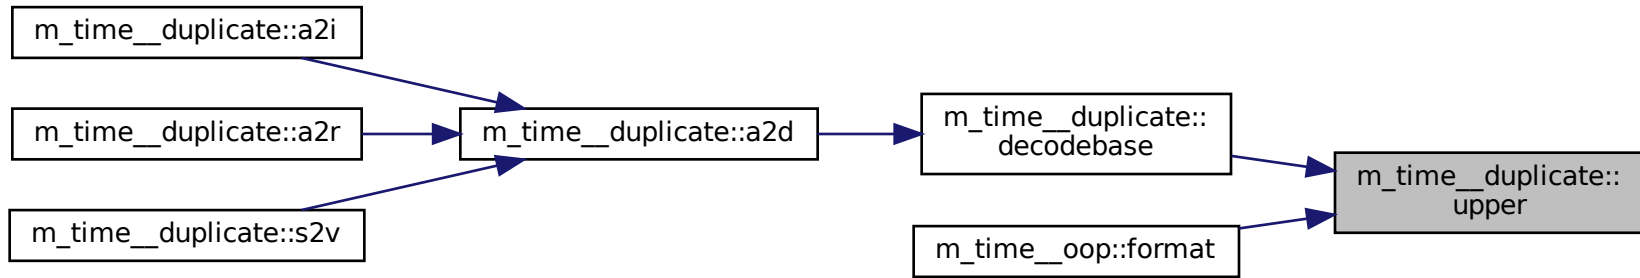 m_time__duplicate::a2i
m_time__duplicate::a2r
m_time__duplicate::s2v
m_time__duplicate::a2d
m_time__duplicate::
decodebase
m_time__oop::format
m_time__duplicate::
upper